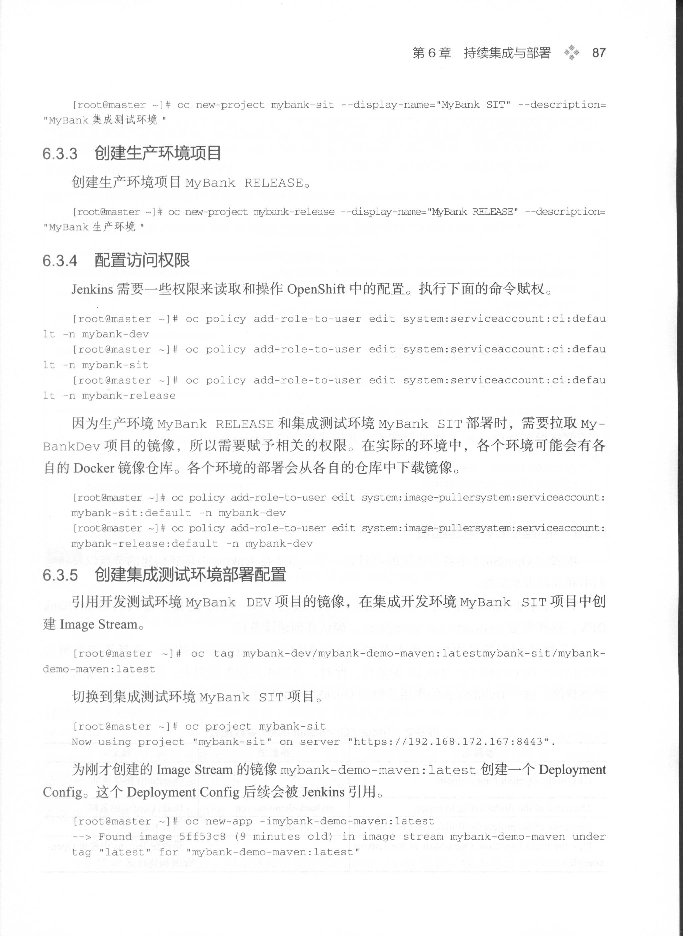 第 6 章 持续集成与部署 87
[root@master ~]# oc new-project mybank-sit --display-name="MyBank SIT" --description=
"MyBank 集成测试环境 "
6.3.3 创建生产环境项目
创建生产环境项目 MyBank RELEASE。
[root@master ~]# oc new-project mybank-release --display-name="MyBank RELEASE" --description=
"MyBank 生产环境 "
6.3.4 配置访问权限
Jenkins 需要一些权限来读取和操作 OpenShift 中的配置。执行下面的命令赋权。
[root@master ~]# oc policy add-role-to-user edit system:serviceaccount:ci:defau
lt -n mybank-dev
[root@master ~]# oc policy add-role-to-user edit system:serviceaccount:ci:defau
lt -n mybank-sit
[root@master ~]# oc policy add-role-to-user edit system:serviceaccount:ci:defau
lt -n mybank-release
因为生产环境 MyBank RELEASE 和集成测试环境 MyBank SIT 部署时，需要拉取 My-
BankDev 项目的镜像，所以需要赋予相关的权限。在实际的环境中，各个环境可能会有各
自的 Docker 镜像仓库。各个环境的部署会从各自的仓库中下载镜像。
[root@master ~]# oc policy add-role-to-user edit system:image-pullersystem:serviceaccount:
mybank-sit:default -n mybank-dev
[root@master ~]# oc policy add-role-to-user edit system:image-pullersystem:serviceaccount:
mybank-release:default -n mybank-dev
6.3.5 创建集成测试环境部署配置
引用开发测试环境 MyBank DEV 项目的镜像，在集成开发环境 MyBank SIT 项目中创
建 Image Stream。
[root@master ~]# oc tag mybank-dev/mybank-demo-maven:latestmybank-sit/mybank-
demo-maven:latest
切换到集成测试环境 MyBank SIT 项目。
[root@master ~]# oc project mybank-sit
Now using project "mybank-sit" on server "https://192.168.172.167:8443".
为刚才创建的 Image Stream 的镜像 mybank-demo-maven:latest 创建一个 Deployment
Config。这个 Deployment Config 后续会被 Jenkins 引用。
[root@master ~]# oc new-app -imybank-demo-maven:latest
--> Found image 5ff53c8 (9 minutes old) in image stream mybank-demo-maven under
tag "latest" for "mybank-demo-maven:latest"